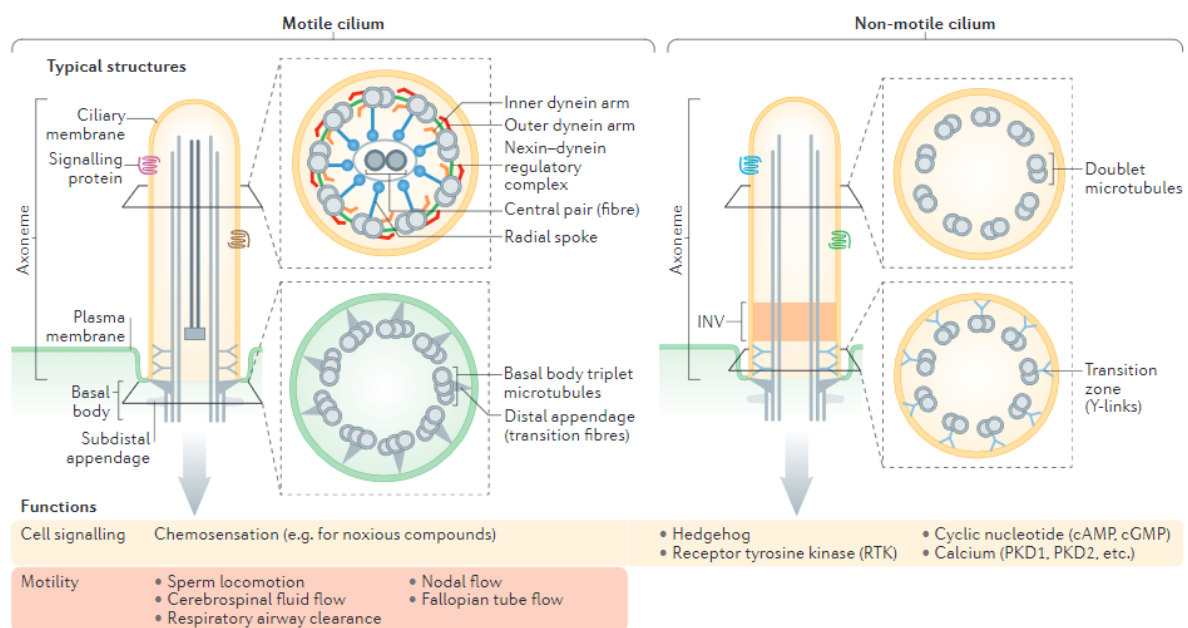 Motile cilium
Non-motile cilium
Typical structures
Axoneme
Ciliary
membrane
Signalling
protein
Plasma
membrane
Basal
body
Subdistal
appendage
Inner dynein arm
Outer dynein arm
Nexin–dynein
regulatory
complex
Central pair (fibre)
Radial spoke
Basal body triplet
microtubules
Distal appendage
(transition fibres)
Axoneme
INV
Doublet
microtubules
Transition
zone
(Y-links)
Functions
Cell signalling
Chemosensation (e.g. for noxious compounds)
• Hedgehog
• Receptor tyrosine kinase (RTK)
• Cyclic nucleotide (cAMP, cGMP)
• Calcium (PKD1, PKD2, etc.)
Motility
• Sperm locomotion
• Cerebrospinal fluid flow
• Respiratory airway clearance
• Nodal flow
• Fallopian tube flow